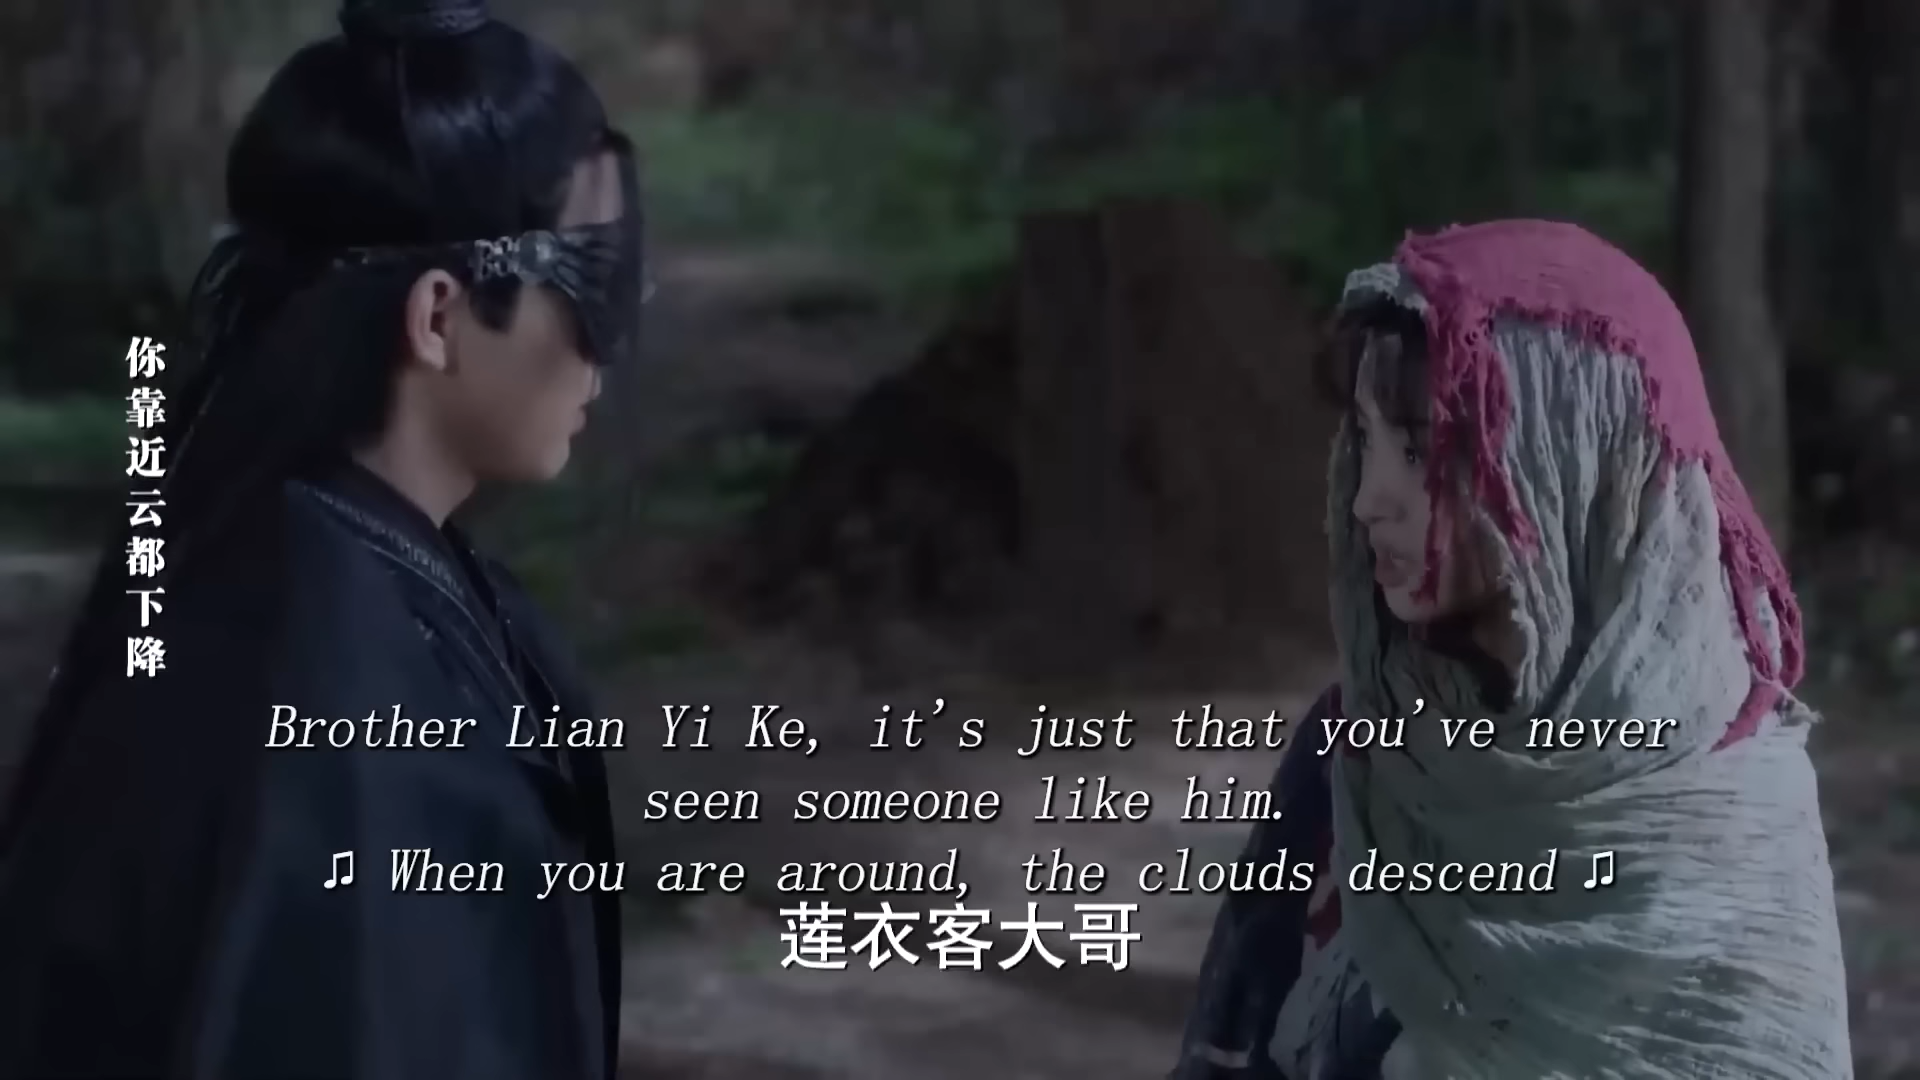 你靠近云都下降
Brother Lian Yi Ke, it's just that you've never
seen someone like him.
♫ When you are around, the clouds descend ♫
莲衣客大哥